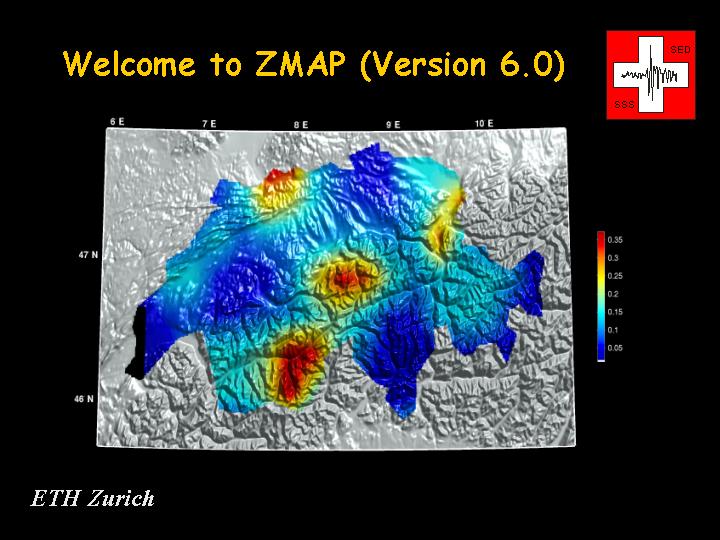 Welcome to ZMAP (Version 6.0)
SED
SSS
6 E 7 E 8 E 9 E 10 E
47 N
46 N
0.35
0.3
0.25
0.2
0.15
0.1
0.05
ETH Zurich